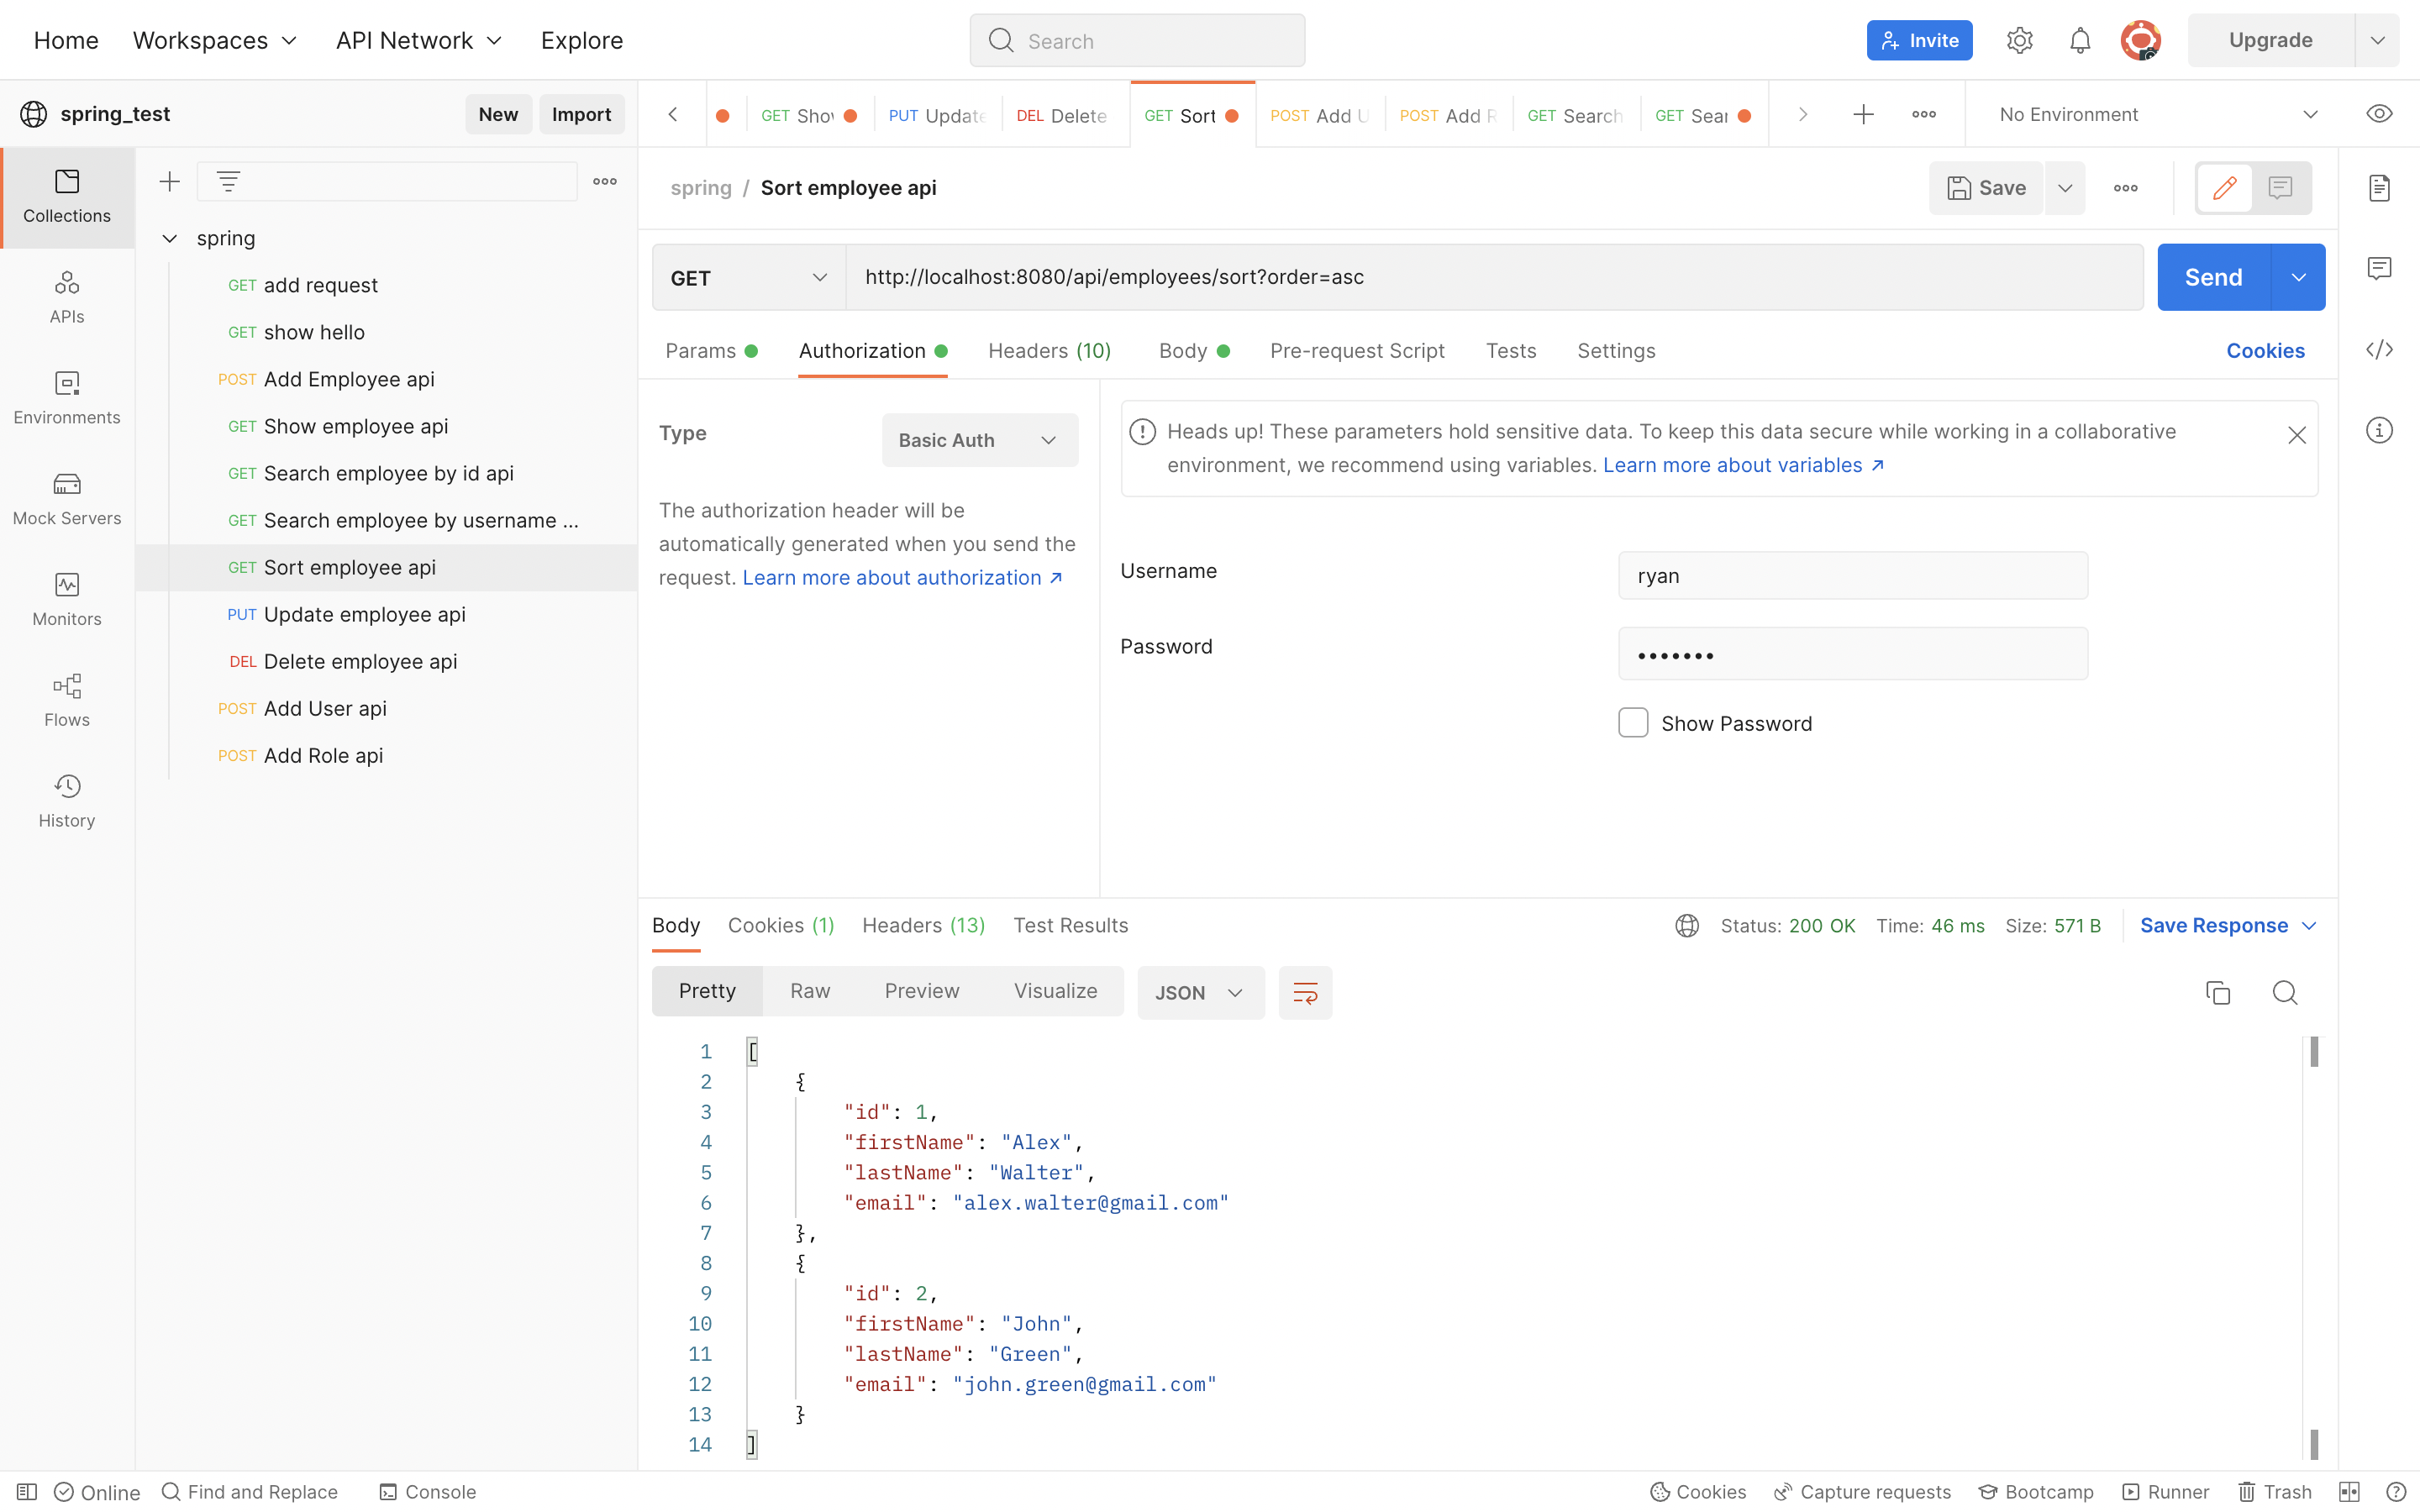 Home Workspaces API Network Explore Search Invite Upgrade
spring_test New Import
GET Sho PUT Update DEL Delete GET Sort POST Add U POST Add R GET Search GET Sear No Environment
Collections
APIs
Environments
Mock Servers
Monitors
Flows
History
spring
GET add request
GET show hello
POST Add Employee api
GET Show employee api
GET Search employee by id api
GET Search employee by username ...
GET Sort employee api
PUT Update employee api
DEL Delete employee api
POST Add User api
POST Add Role api
spring / Sort employee api Save
GET http://localhost:8080/api/employees/sort?order=asc Send
Params Authorization Headers (10) Body Pre-request Script Tests Settings Cookies
Type Basic Auth
The authorization header will be
automatically generated when you send the
request. Learn more about authorization ↗
Heads up! These parameters hold sensitive data. To keep this data secure while working in a collaborative
environment, we recommend using variables. Learn more about variables ↗
Username ryan
Password •••••••
Show Password
Body Cookies (1) Headers (13) Test Results Status: 200 OK Time: 46 ms Size: 571 B Save Response
Pretty Raw Preview Visualize JSON
1 [
2 {
3 "id": 1,
4 "firstName": "Alex",
5 "lastName": "Walter",
6 "email": "alex.walter@gmail.com"
7 },
8 {
9 "id": 2,
10 "firstName": "John",
11 "lastName": "Green",
12 "email": "john.green@gmail.com"
13 }
14 ]
Online Find and Replace Console Cookies Capture requests Bootcamp Runner Trash